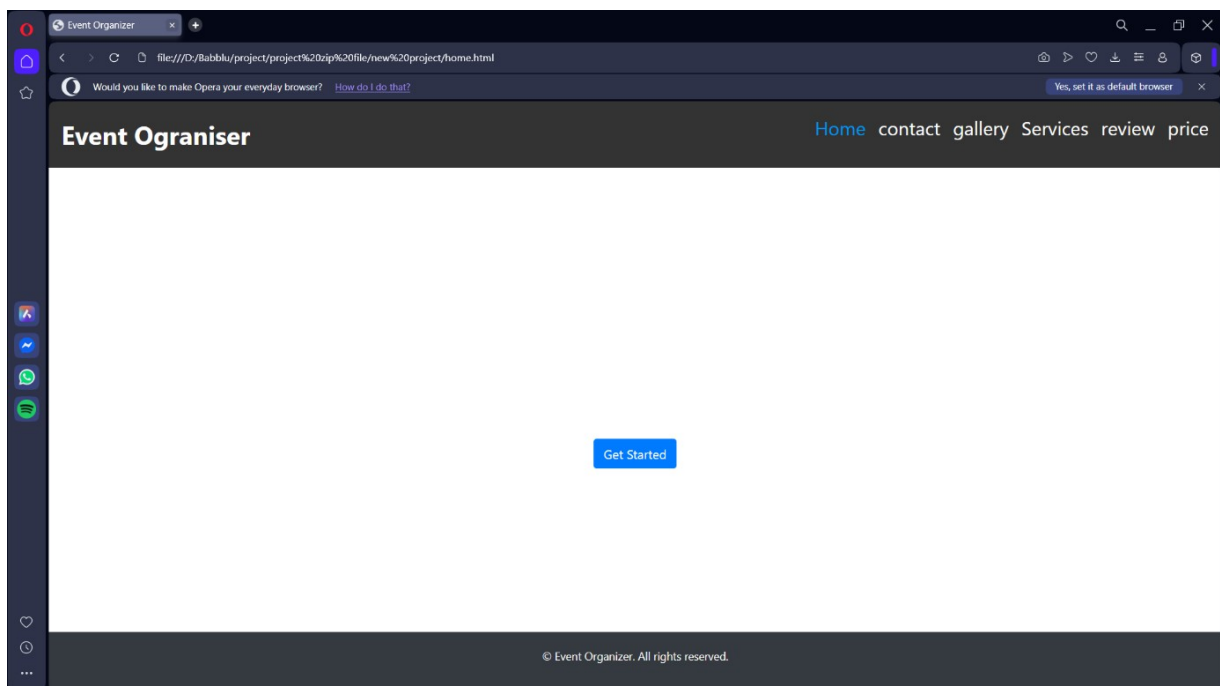 Event Organizer
file:///D:/Babblu/project/project%20zip%20file/new%20project/home.html
Would you like to make Opera your everyday browser? How do I do that? Yes, set it as default browser
Event Ograniser Home contact gallery Services review price
Get Started
© Event Organizer. All rights reserved.